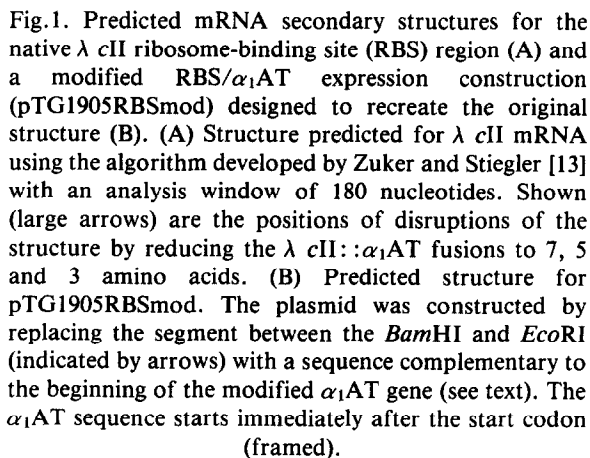 Fig.1. Predicted mRNA secondary structures for the
native λ cII ribosome-binding site (RBS) region (A) and
a modified RBS/α₁AT expression construction
(pTG1905RBSmod) designed to recreate the original
structure (B). (A) Structure predicted for λ cII mRNA
using the algorithm developed by Zuker and Stiegler [13]
with an analysis window of 180 nucleotides. Shown
(large arrows) are the positions of disruptions of the
structure by reducing the λ cII::α₁AT fusions to 7, 5
and 3 amino acids. (B) Predicted structure for
pTG1905RBSmod. The plasmid was constructed by
replacing the segment between the BamHI and EcoRI
(indicated by arrows) with a sequence complementary to
the beginning of the modified α₁AT gene (see text). The
α₁AT sequence starts immediately after the start codon
(framed).